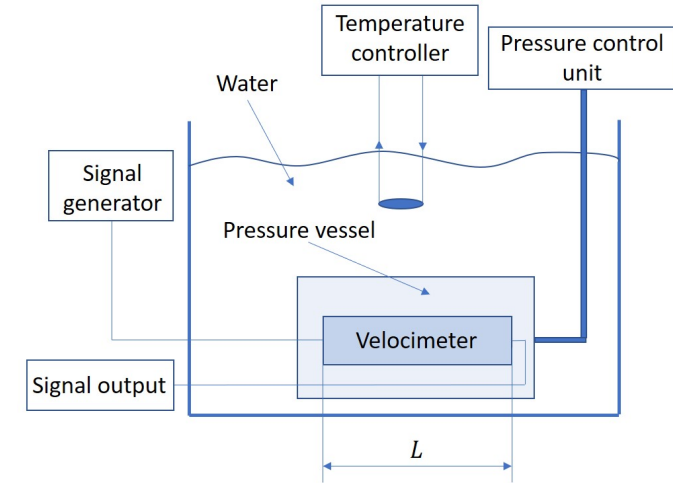 Temperature
controller
Pressure control
unit
Water
Signal
generator
Pressure vessel
Velocimeter
Signal output
L